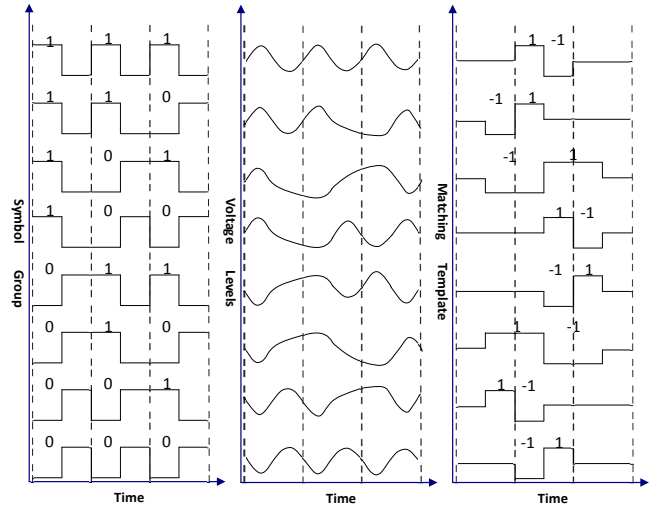 Symbol Group
1 1 1
1 1 0
1 0 1
1 0 0
0 1 1
0 1 0
0 0 1
0 0 0
Time
Voltage Levels
Time
Matching Template
1 -1
-1 1
-1 1
1 -1
-1 1
1 -1
1 -1
-1 1
Time